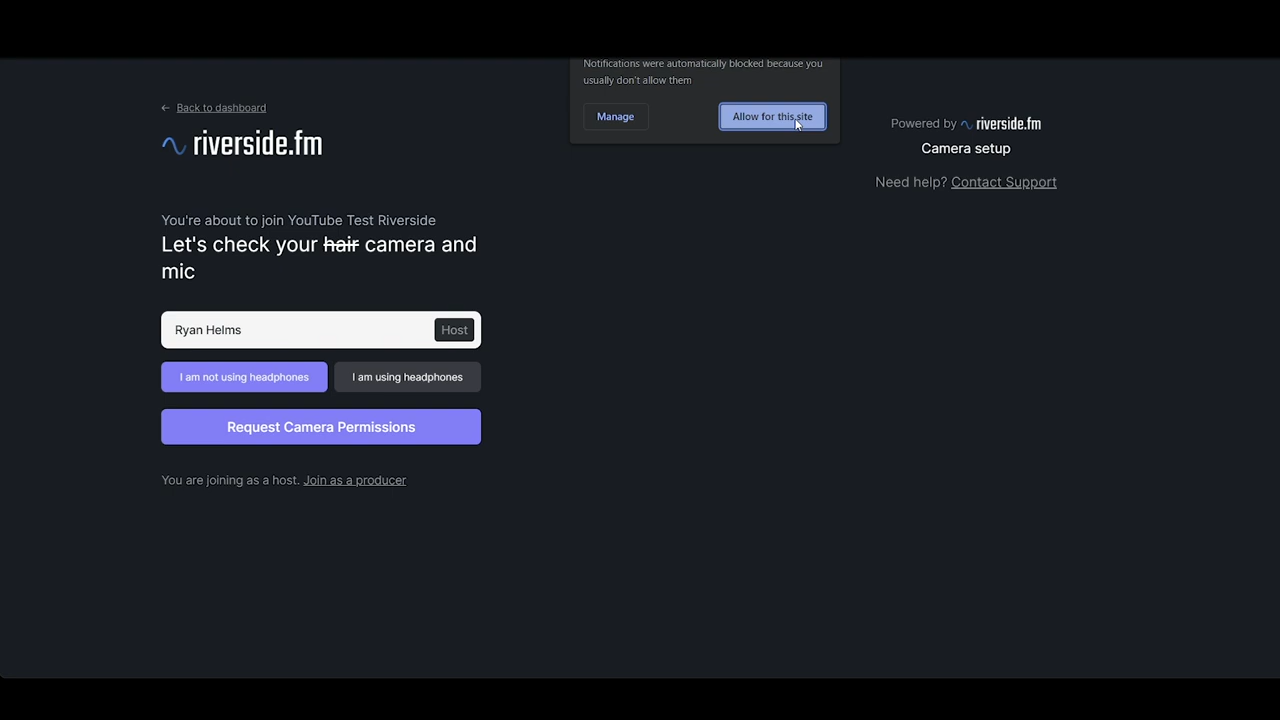 Notifications were automatically blocked because you
usually don't allow them
Manage
Allow for this site
← Back to dashboard
riverside.fm
Powered by riverside.fm
Camera setup
Need help? Contact Support
You're about to join YouTube Test Riverside
Let's check your hair camera and
mic
Ryan Helms
Host
I am not using headphones
I am using headphones
Request Camera Permissions
You are joining as a host. Join as a producer